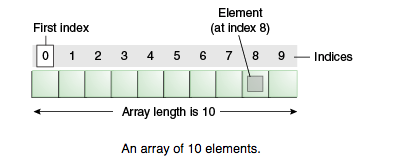 Element
First index (at index 8)
0 1 2 3 4 5 6 7 8 9 Indices
Array length is 10
An array of 10 elements.